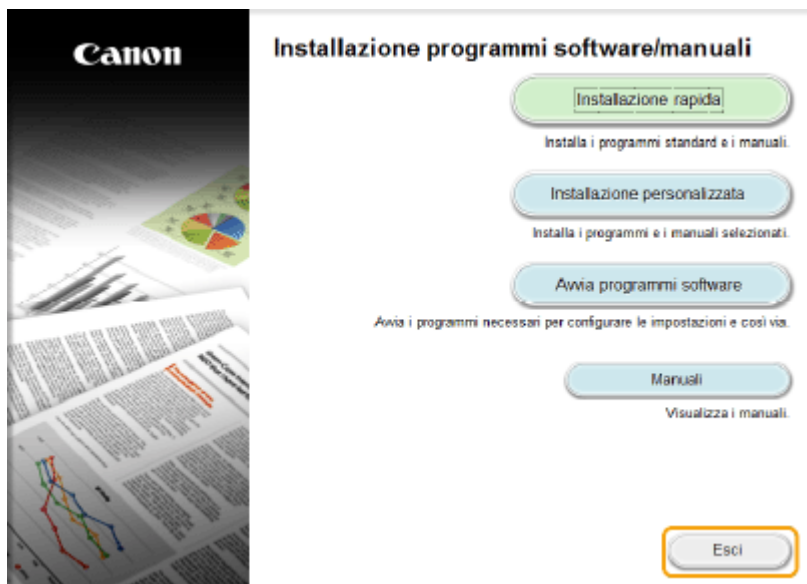 Canon
Installazione programmi software/manuali
Installazione rapida
Installa i programmi standard e i manuali.
Installazione personalizzata
Installa i programmi e i manuali selezionati.
Avvia programmi software
Avvia i programmi necessari per configurare le impostazioni e così via.
Manuali
Visualizza i manuali.
Esci